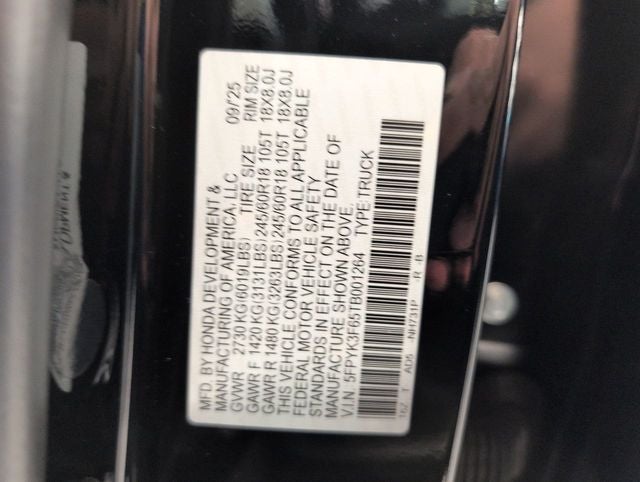 MFD. BY HONDA DEVELOPMENT &
MANUFACTURING OF AMERICA, LLC 09/'25
GVWR 2730 KG(6019LBS) TIRE SIZE RIM SIZE
GAWR F 1420 KG(3131LBS)245/60R18 105T 18X8.0J
GAWR R 1480 KG(3263LBS)245/60R18 105T 18X8.0J
THIS VEHICLE CONFORMS TO ALL APPLICABLE
FEDERAL MOTOR VEHICLE SAFETY
STANDARDS IN EFFECT ON THE DATE OF
MANUFACTURE SHOWN ABOVE.
V.I.N. 5FPYK3F65TB001264 TYPE:TRUCK
T AD5 -NH731P -R -B